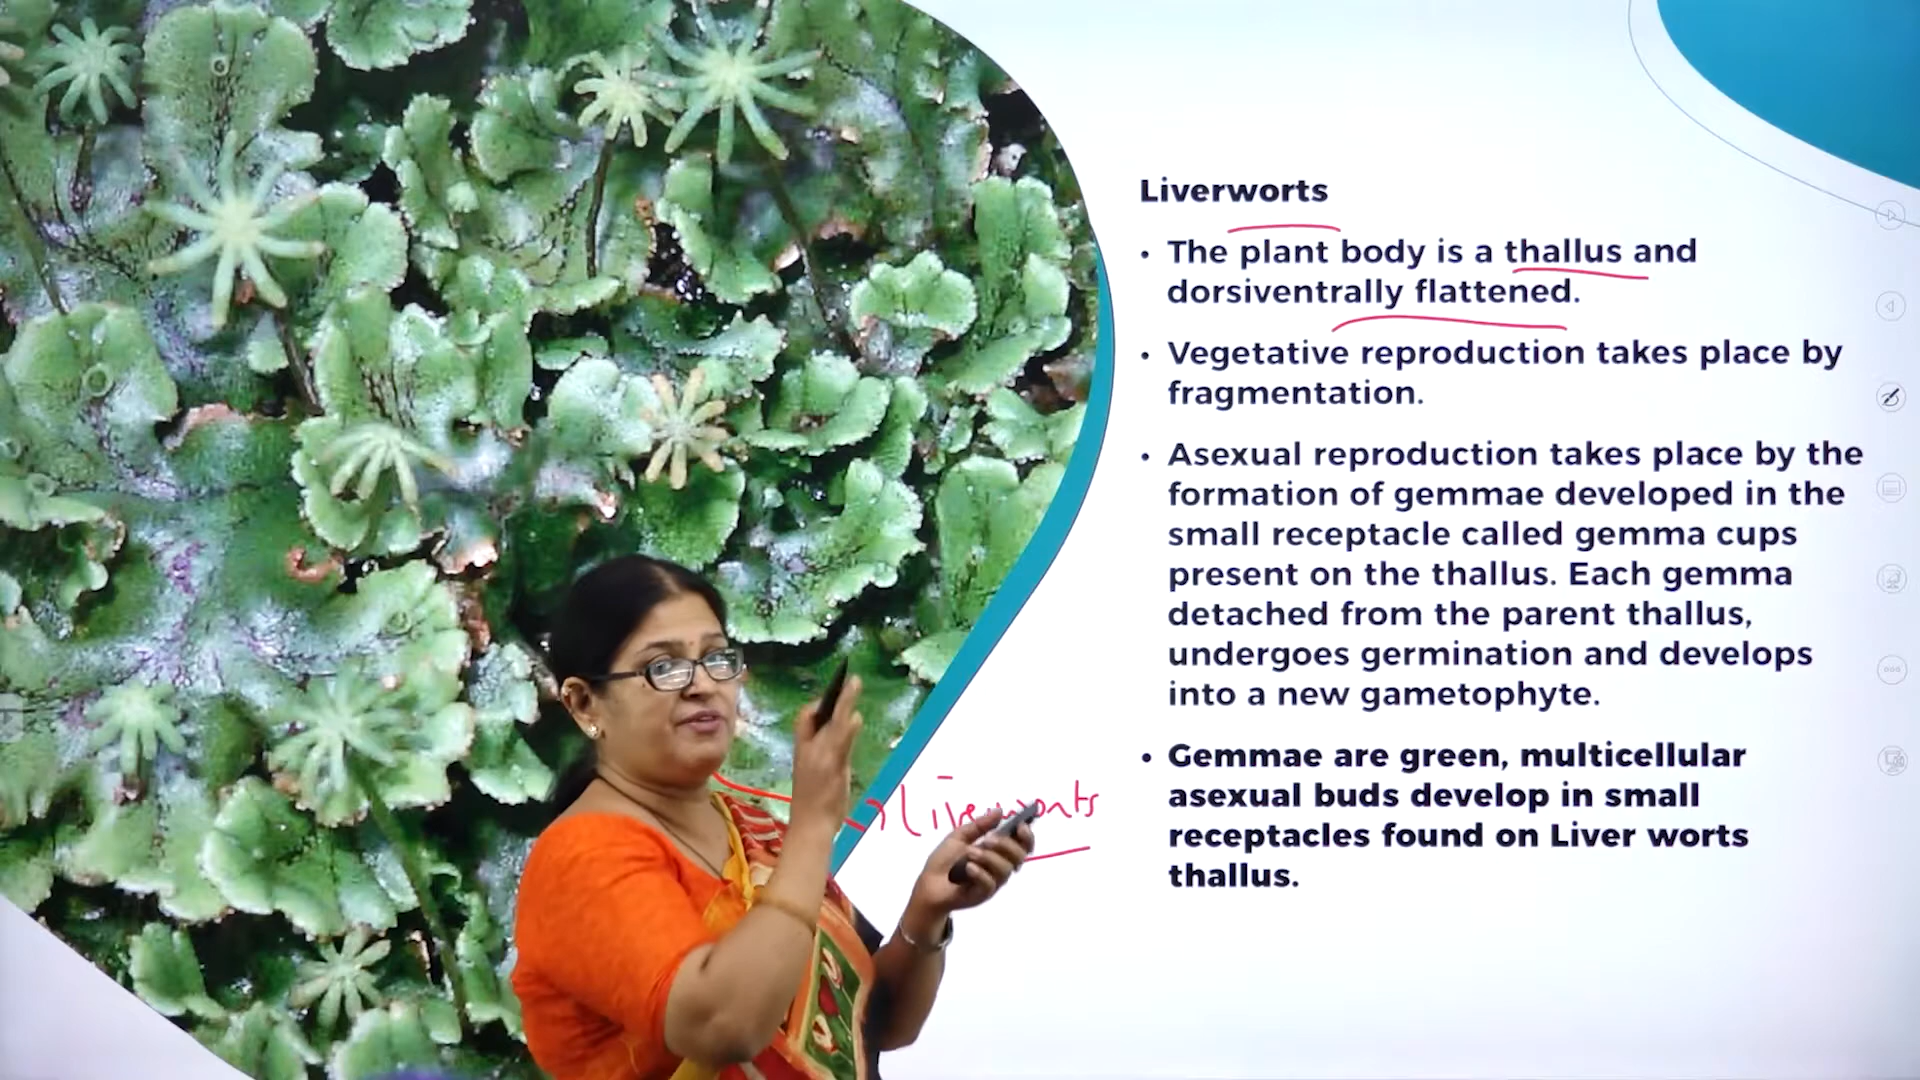 Liverworts
• The plant body is a thallus and
dorsiventrally flattened.
• Vegetative reproduction takes place by
fragmentation.
• Asexual reproduction takes place by the
formation of gemmae developed in the
small receptacle called gemma cups
present on the thallus. Each gemma
detached from the parent thallus,
undergoes germination and develops
into a new gametophyte.
• Gemmae are green, multicellular
asexual buds develop in small
receptacles found on Liver worts
thallus.
Liverworts